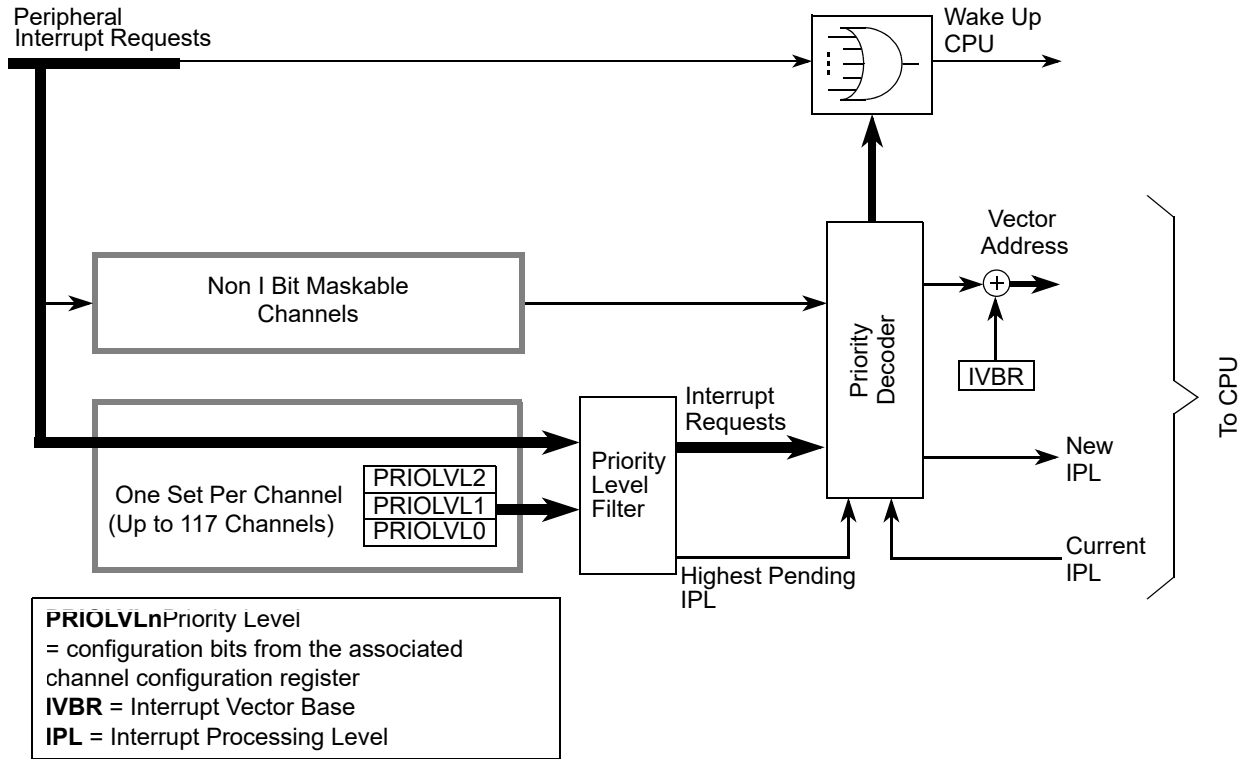 Peripheral
Interrupt Requests
Wake Up
CPU
Vector
Address
Non I Bit Maskable
Channels
Priority
Decoder
IVBR
To CPU
Interrupt
Requests
New
IPL
Priority
Level
Filter
PRIOLVL2
One Set Per Channel
PRIOLVL1
(Up to 117 Channels)
PRIOLVL0
Current
IPL
Highest Pending
IPL
PRIOLVLnPriority Level
= configuration bits from the associated
channel configuration register
IVBR = Interrupt Vector Base
IPL = Interrupt Processing Level